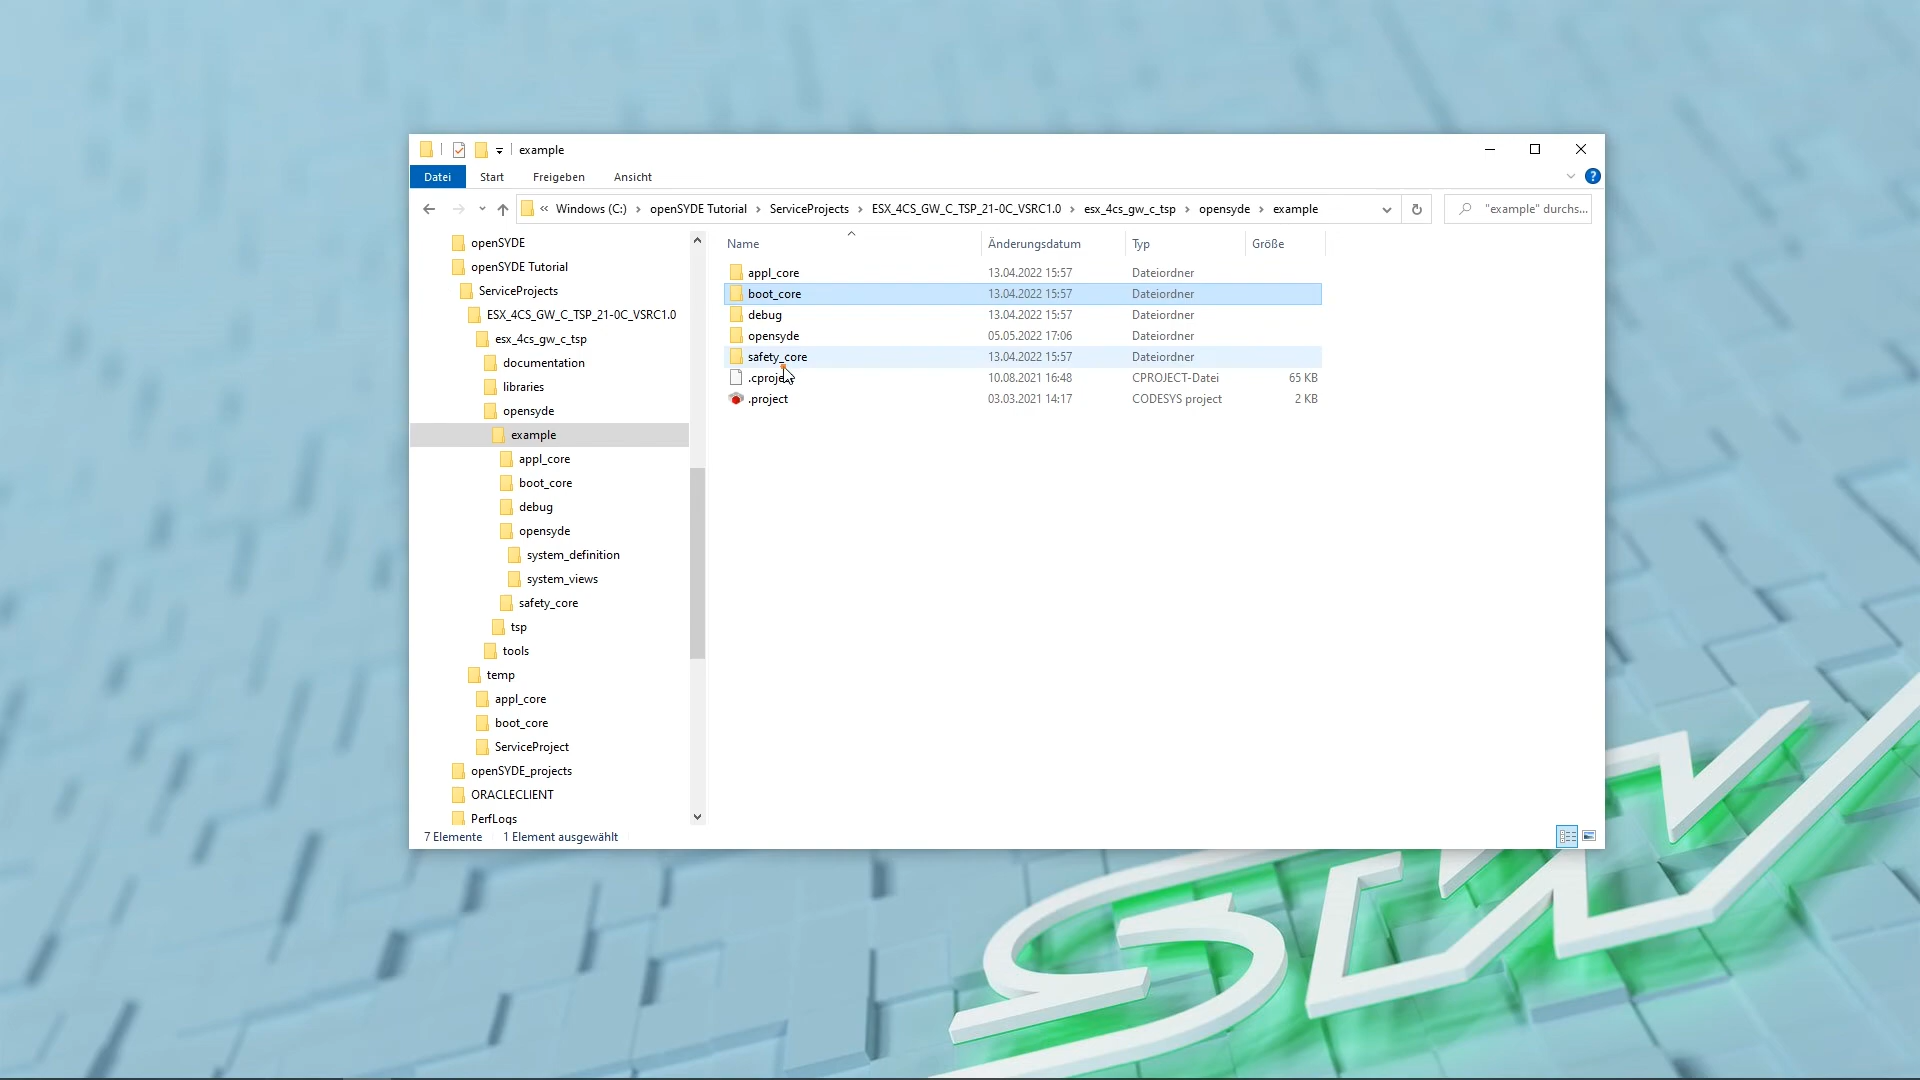 example
Datei Start Freigeben Ansicht
« Windows (C:) › openSYDE Tutorial › ServiceProjects › ESX_4CS_GW_C_TSP_21-0C_VSRC1.0 › esx_4cs_gw_c_tsp › opensyde › example
"example" durchs...
openSYDE
openSYDE Tutorial
ServiceProjects
ESX_4CS_GW_C_TSP_21-0C_VSRC1.0
esx_4cs_gw_c_tsp
documentation
libraries
opensyde
example
appl_core
boot_core
debug
opensyde
system_definition
system_views
safety_core
tsp
tools
temp
appl_core
boot_core
ServiceProject
openSYDE_projects
ORACLECLIENT
PerfLogs
Name Änderungsdatum Typ Größe
appl_core 13.04.2022 15:57 Dateiordner
boot_core 13.04.2022 15:57 Dateiordner
debug 13.04.2022 15:57 Dateiordner
opensyde 05.05.2022 17:06 Dateiordner
safety_core 13.04.2022 15:57 Dateiordner
.cproject 10.08.2021 16:48 CPROJECT-Datei 65 KB
.project 03.03.2021 14:17 CODESYS project 2 KB
7 Elemente 1 Element ausgewählt